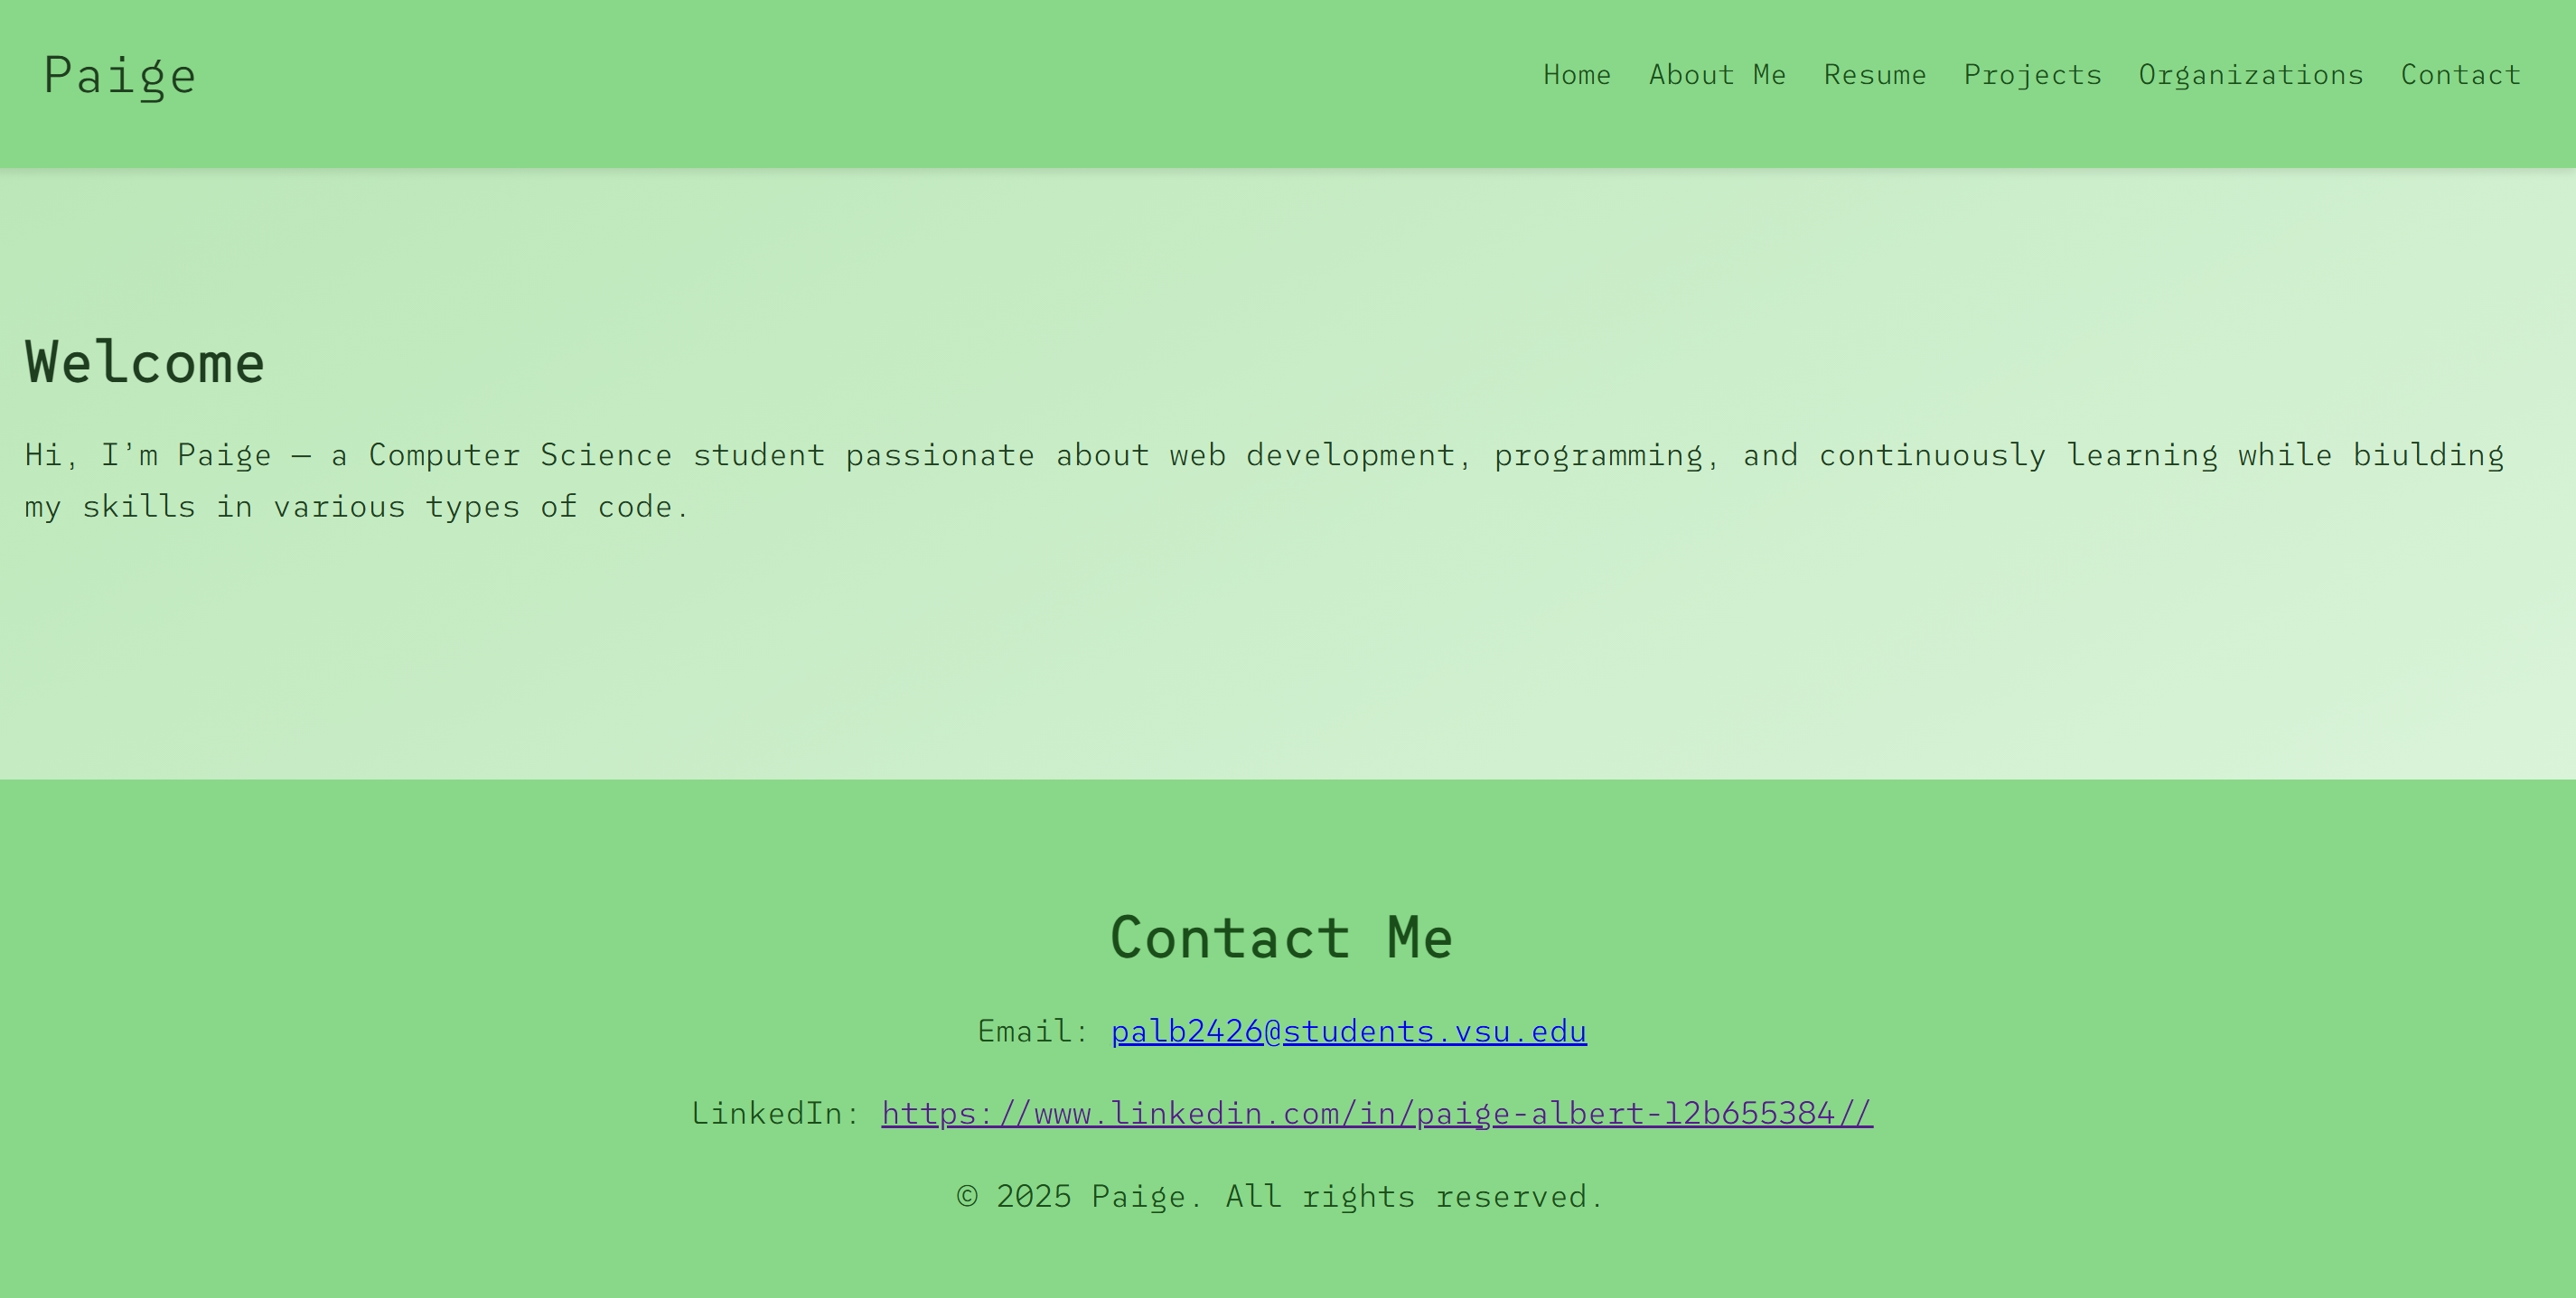 Paige
Home About Me Resume Projects Organizations Contact
Welcome
Hi, I’m Paige — a Computer Science student passionate about web development, programming, and continuously learning while biulding
my skills in various types of code.
Contact Me
Email: palb2426@students.vsu.edu
LinkedIn: https://www.linkedin.com/in/paige-albert-12b655384//
© 2025 Paige. All rights reserved.